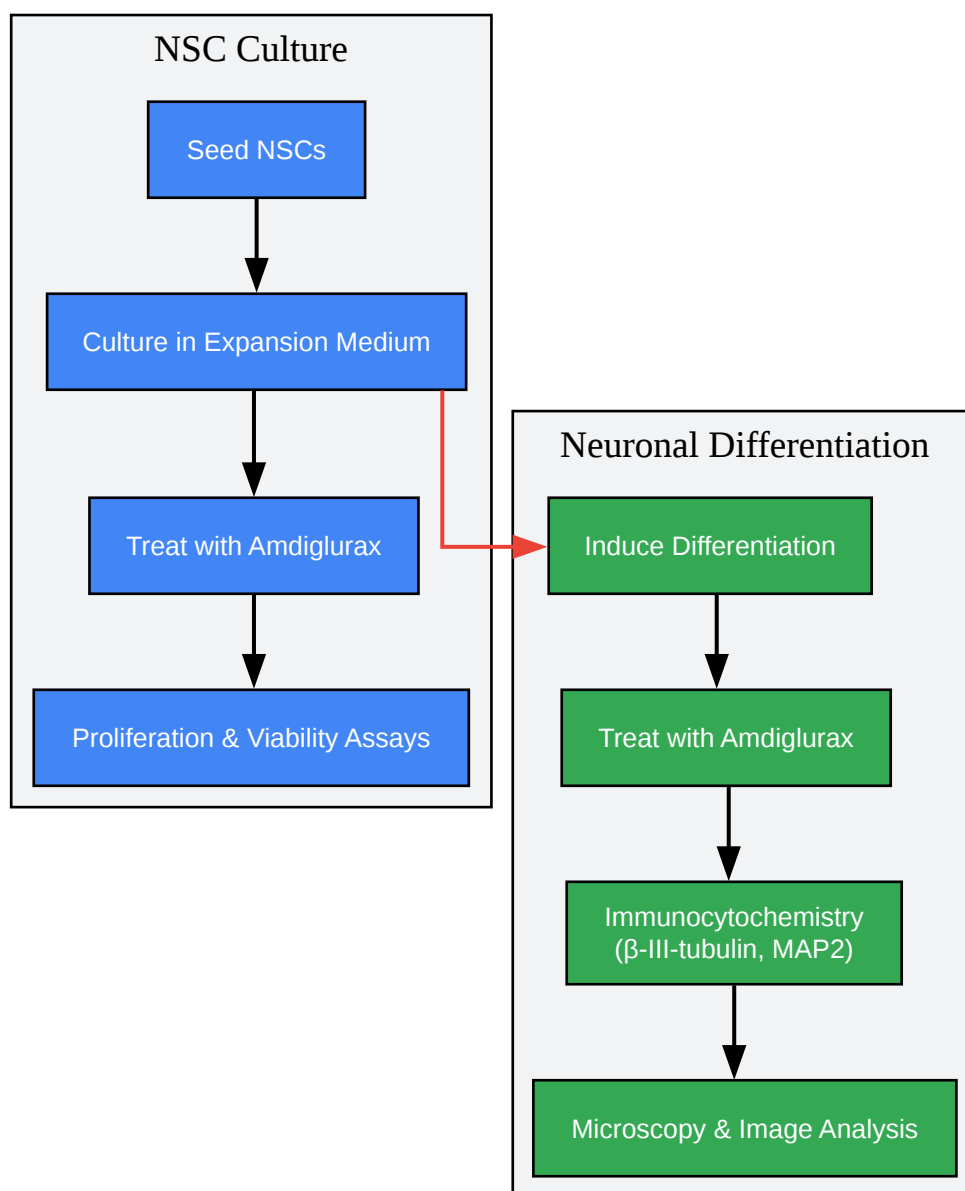 NSC Culture
Seed NSCs
Culture in Expansion Medium
Treat with Amdiglurax
Proliferation & Viability Assays
Neuronal Differentiation
Induce Differentiation
Treat with Amdiglurax
Immunocytochemistry
(β-III-tubulin, MAP2)
Microscopy & Image Analysis